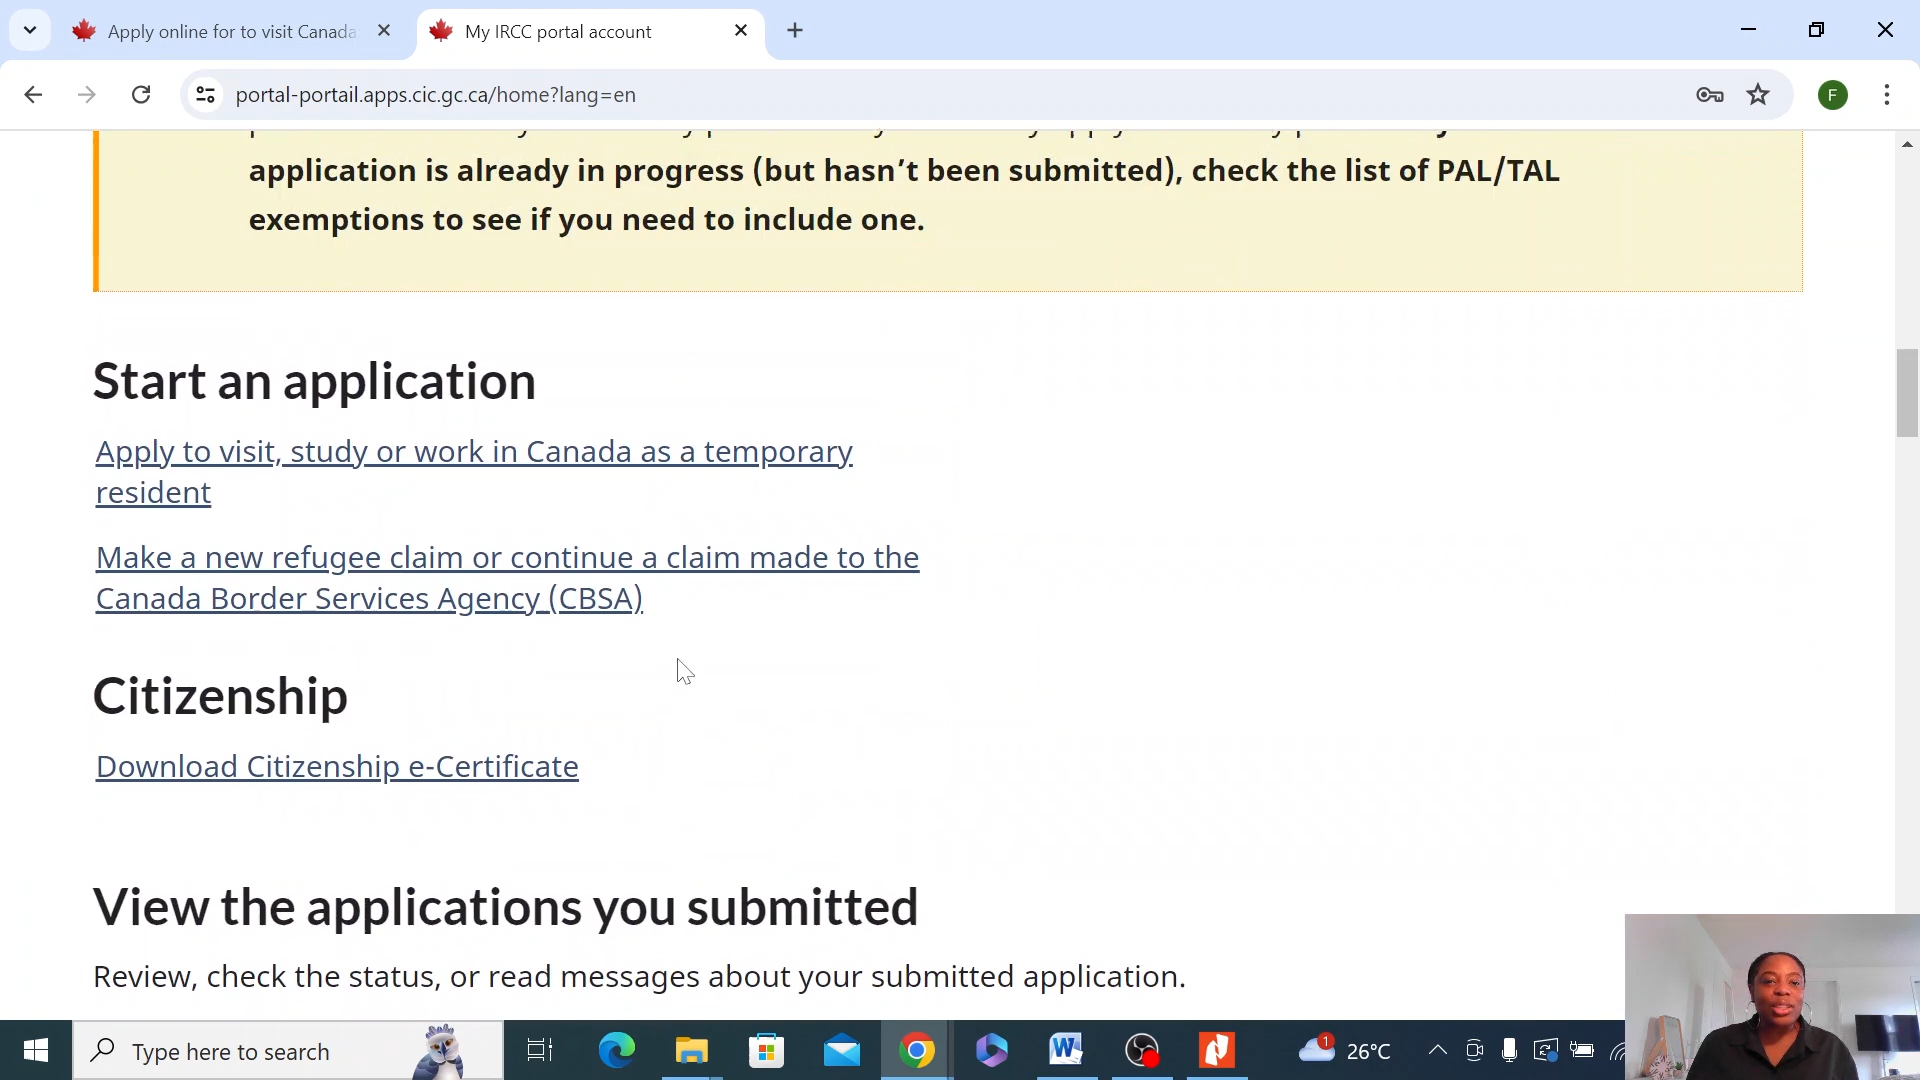 Apply online for to visit Canada
My IRCC portal account
portal-portail.apps.cic.gc.ca/home?lang=en
F
application is already in progress (but hasn’t been submitted), check the list of PAL/TAL
exemptions to see if you need to include one.
Start an application
Apply to visit, study or work in Canada as a temporary
resident
Make a new refugee claim or continue a claim made to the
Canada Border Services Agency (CBSA)
Citizenship
Download Citizenship e-Certificate
View the applications you submitted
Review, check the status, or read messages about your submitted application.
Type here to search
1
26°C